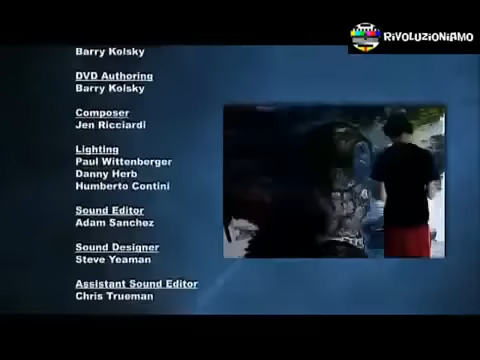 RiVOLUZiONiAMO
Barry Kolsky
DVD Authoring
Barry Kolsky
Composer
Jen Ricciardi
Lighting
Paul Wittenberger
Danny Herb
Humberto Contini
Sound Editor
Adam Sanchez
Sound Designer
Steve Yeaman
Assistant Sound Editor
Chris Trueman